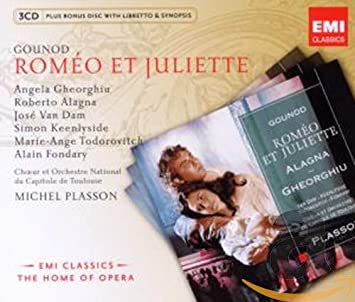 3CD PLUS BONUS DISC WITH LIBRETTO & SYNOPSIS
EMI
CLASSICS
GOUNOD
ROMÉO ET JULIETTE
Angela Gheorghiu
Roberto Alagna
José Van Dam
Simon Keenlyside
Marie-Ange Todorovitch
Alain Fondary
Chœur et Orchestre National
du Capitole de Toulouse
MICHEL PLASSON
EMI CLASSICS
THE HOME OF OPERA
GOUNOD
ROMÉO
ET JULIETTE
Alagna
Gheorghiu
Plasson